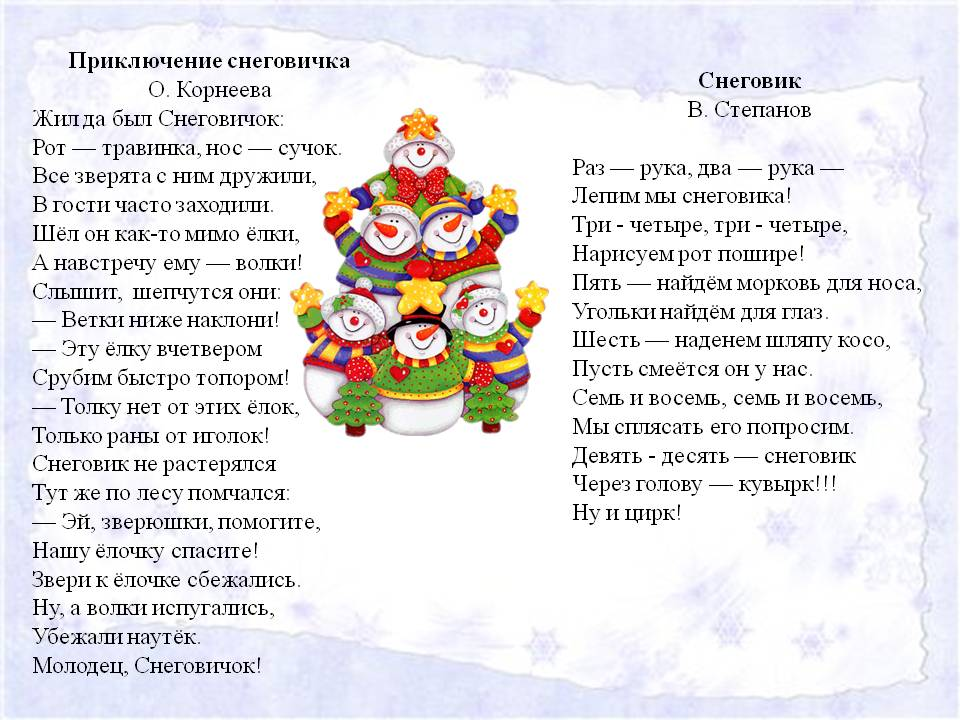 Приключение снеговичка
О. Корнеева
Жил да был Снеговичок:
Рот — травинка, нос — сучок.
Все зверята с ним дружили,
В гости часто заходили.
Шёл он как-то мимо ёлки,
А навстречу ему — волки!
Слышит, шепчутся они:
— Ветки ниже наклони!
— Эту ёлку вчетвером
Срубим быстро топором!
— Толку нет от этих ёлок,
Только раны от иголок!
Снеговик не растерялся
Тут же по лесу помчался:
— Эй, зверюшки, помогите,
Нашу ёлочку спасите!
Звери к ёлочке сбежались.
Ну, а волки испугались,
Убежали наутёк.
Молодец, Снеговичок!
Снеговик
В. Степанов
Раз — рука, два — рука —
Лепим мы снеговика!
Три - четыре, три - четыре,
Нарисуем рот пошире!
Пять — найдём морковь для носа,
Угольки найдём для глаз.
Шесть — наденем шляпу косо,
Пусть смеётся он у нас.
Семь и восемь, семь и восемь,
Мы сплясать его попросим.
Девять - десять — снеговик
Через голову — кувырк!!!
Ну и цирк!